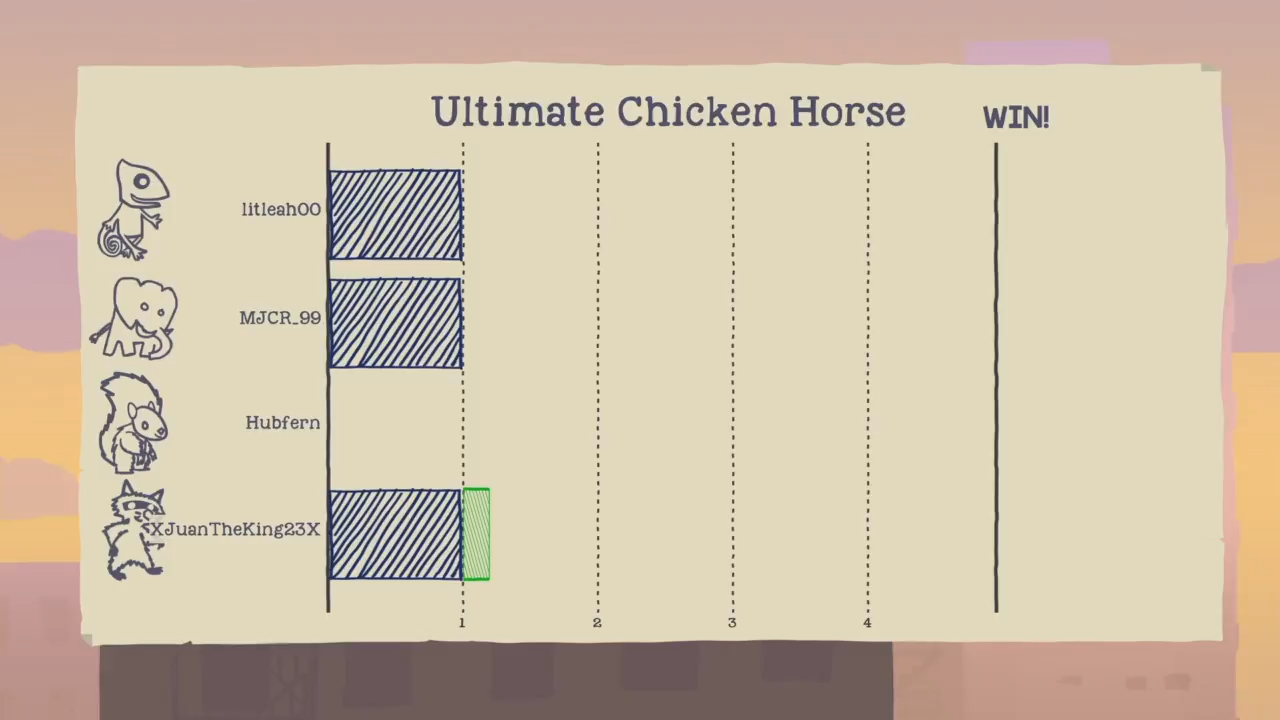 Ultimate Chicken Horse
WIN!
litleah00
MJCR_99
Hubfern
XJuanTheKing23X
1 2 3 4